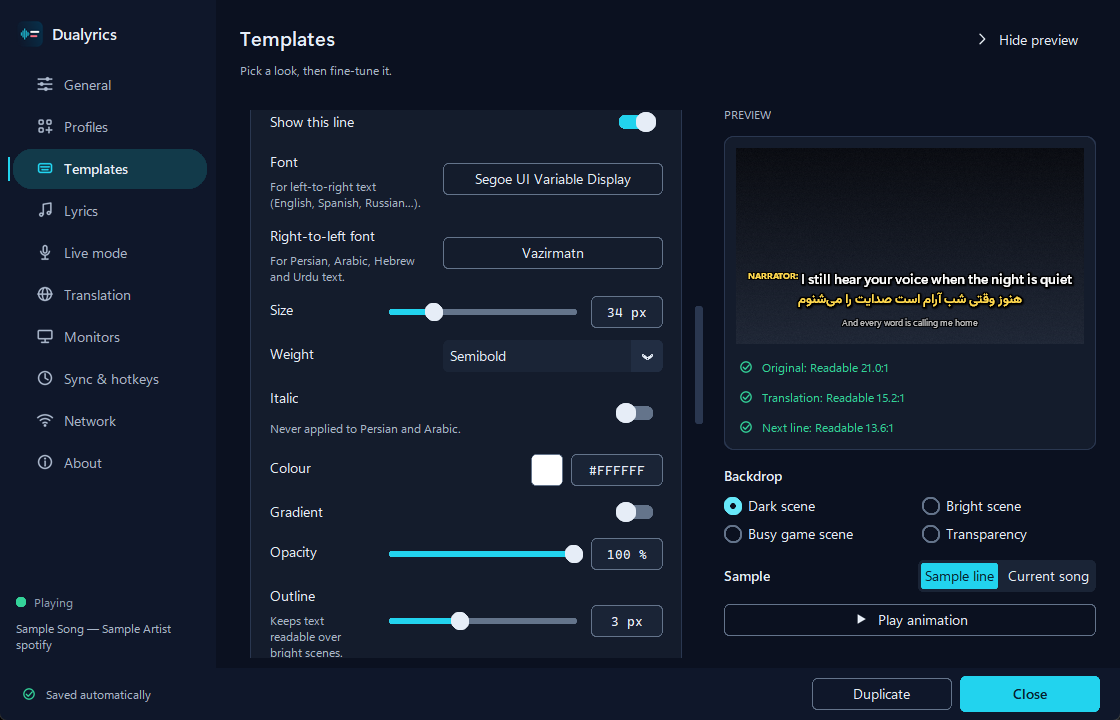 Dualyrics
General
Profiles
Templates
Lyrics
Live mode
Translation
Monitors
Sync & hotkeys
Network
About
Playing
Sample Song — Sample Artist
spotify
Saved automatically
Templates
Pick a look, then fine-tune it.
Hide preview
Show this line
Font
For left-to-right text
(English, Spanish, Russian...).
Segoe UI Variable Display
Right-to-left font
For Persian, Arabic, Hebrew
and Urdu text.
Vazirmatn
Size
34 px
Weight
Semibold
Italic
Never applied to Persian and Arabic.
Colour
#FFFFFF
Gradient
Opacity
100 %
Outline
Keeps text
readable over
bright scenes.
3 px
PREVIEW
NARRATOR: I still hear your voice when the night is quiet
هنوز وقتی شب آرام است صدایت را می‌شنوم
And every word is calling me home
Original: Readable 21.0:1
Translation: Readable 15.2:1
Next line: Readable 13.6:1
Backdrop
Dark scene
Bright scene
Busy game scene
Transparency
Sample
Sample line
Current song
Play animation
Duplicate
Close